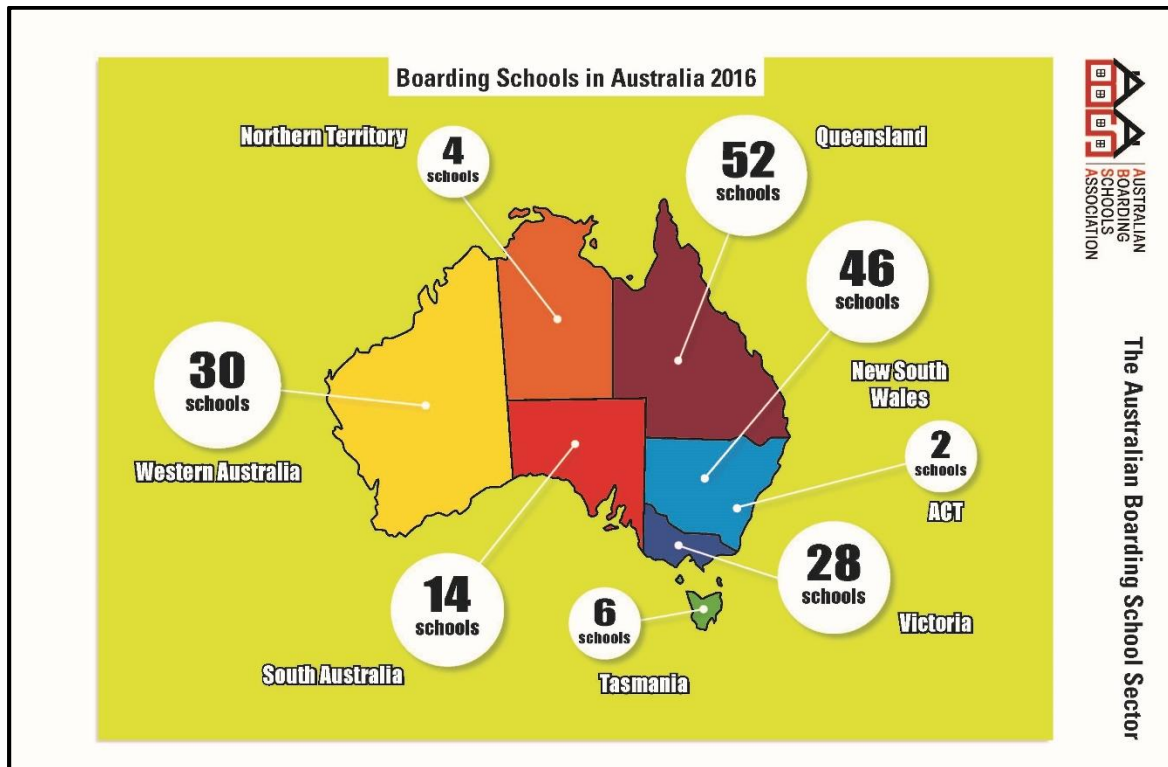 Boarding Schools in Australia 2016
Northern Territory
4
schools
52
schools
Queensland
46
schools
New South
Wales
30
schools
Western Australia
2
schools
ACT
14
schools
South Australia
6
schools
Tasmania
28
schools
Victoria
ABSA
AUSTRALIAN
BOARDING
SCHOOLS
ASSOCIATION
The Australian Boarding School Sector